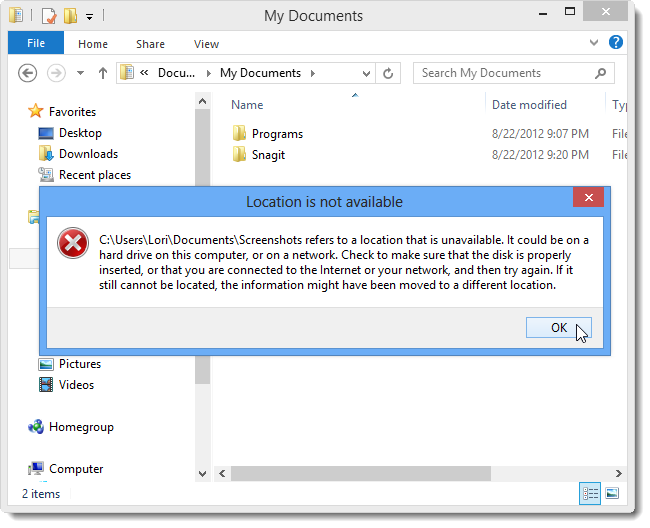 My Documents
File Home Share View
« Docu... My Documents Search My Documents
Favorites
Desktop
Downloads
Recent places
Name Date modified Ty
Programs 8/22/2012 9:07 PM File
Snagit 8/22/2012 9:20 PM File
Location is not available
C:\Users\Lori\Documents\Screenshots refers to a location that is unavailable. It could be on a
hard drive on this computer, or on a network. Check to make sure that the disk is properly
inserted, or that you are connected to the Internet or your network, and then try again. If it
still cannot be located, the information might have been moved to a different location.
OK
Pictures
Videos
Homegroup
Computer
2 items